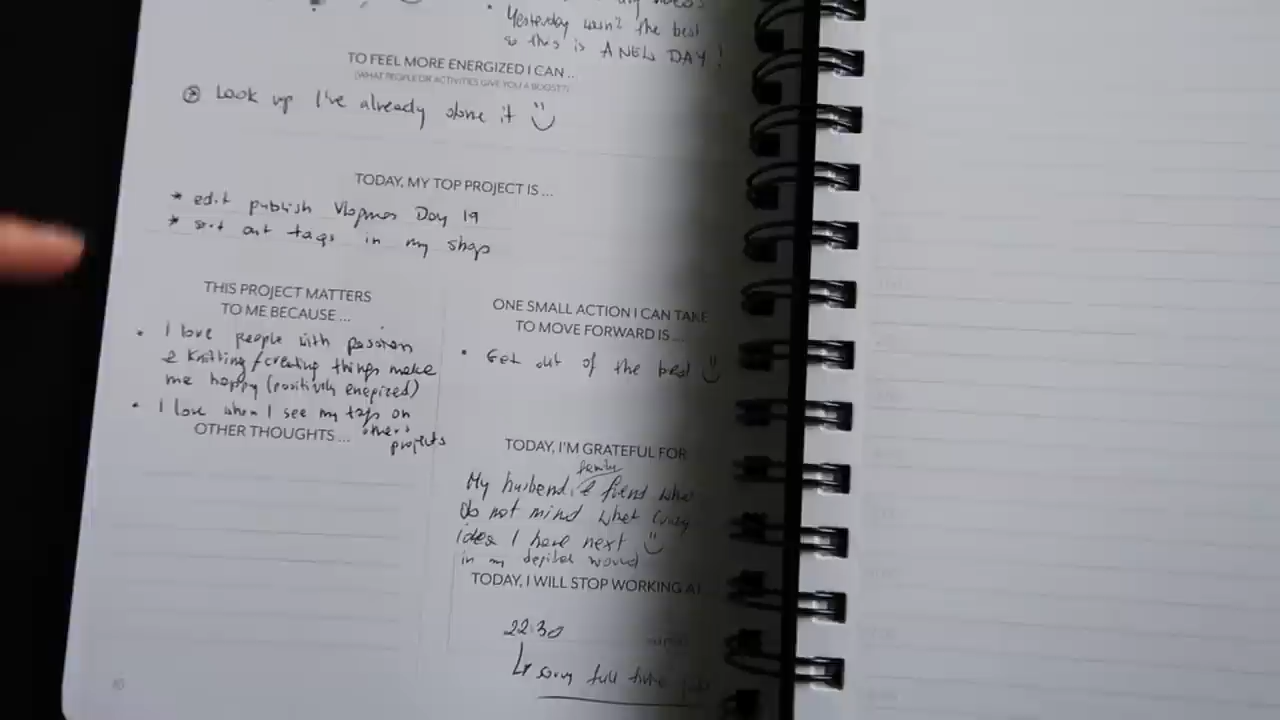 Yesterday wasn't the best
so this is A NEW DAY!
TO FEEL MORE ENERGIZED I CAN ...
(WHAT PEOPLE OR ACTIVITIES GIVE YOU A BOOST?)
Look up I've already done it
TODAY, MY TOP PROJECT IS ...
* edit publish Vlogmas Day 19
* sort out tags in my shop
THIS PROJECT MATTERS
TO ME BECAUSE ...
• I love people with passion
& knitting/creating things make
me happy (positively enegized)
• I love when I see my tags on
others
projects
ONE SMALL ACTION I CAN TAKE
TO MOVE FORWARD IS ...
• Get out of the bed
OTHER THOUGHTS ...
TODAY, I'M GRATEFUL FOR
family
My husband, & fiend who
do not mind what crazy
idea I have next
in my world
TODAY, I WILL STOP WORKING AT
22:30
sorry full time